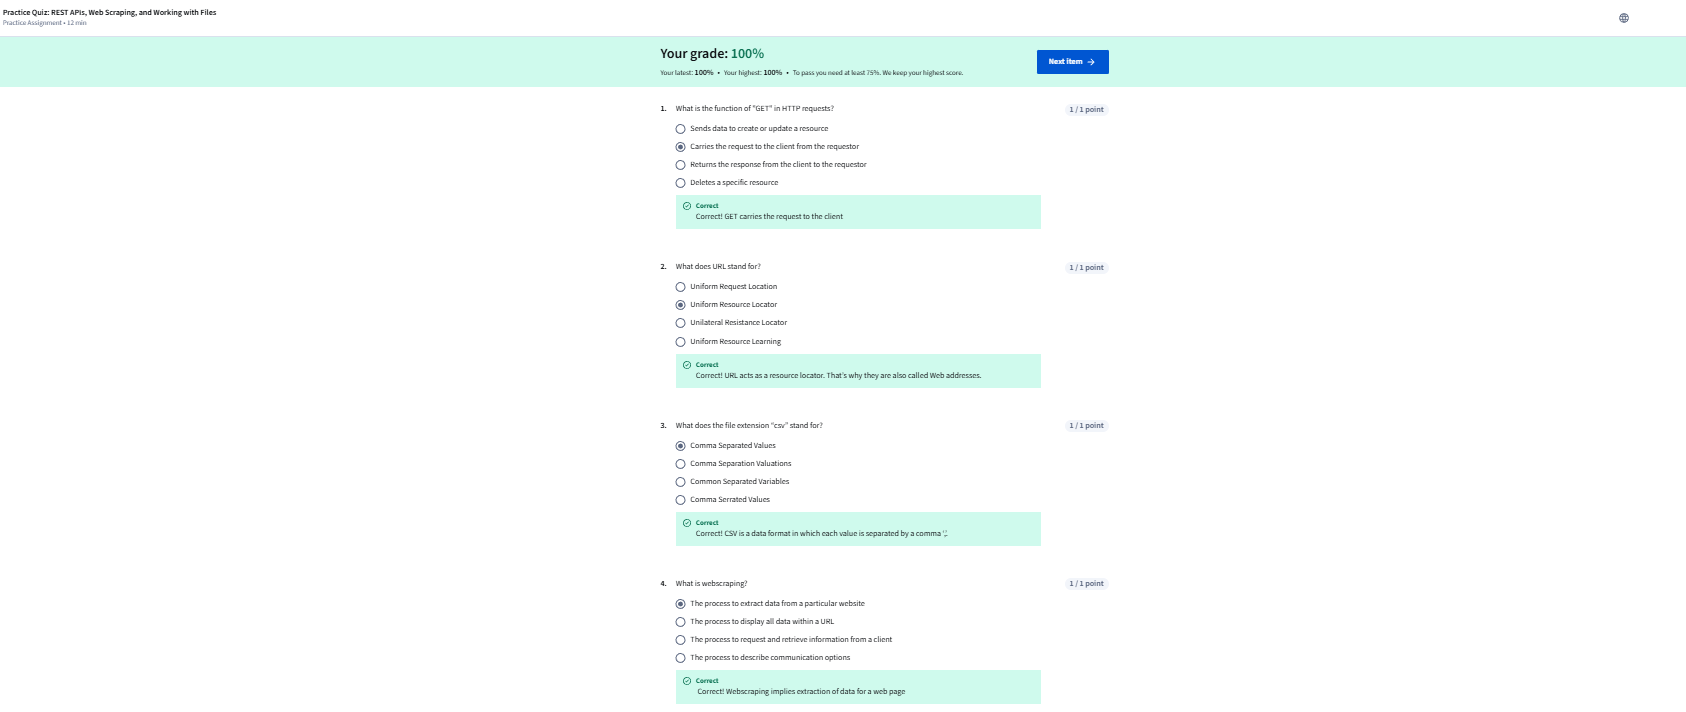 Practice Quiz: REST APIs, Web Scraping, and Working with Files
Practice Assignment • 12 min
Your grade: 100%
Next item →
Your latest: 100% • Your highest: 100% • To pass you need at least 75%. We keep your highest score.
1. What is the function of "GET" in HTTP requests? 1 / 1 point
Sends data to create or update a resource
Carries the request to the client from the requestor
Returns the response from the client to the requestor
Deletes a specific resource
Correct
Correct! GET carries the request to the client
2. What does URL stand for? 1 / 1 point
Uniform Request Location
Uniform Resource Locator
Unilateral Resistance Locator
Uniform Resource Learning
Correct
Correct! URL acts as a resource locator. That's why they are also called Web addresses.
3. What does the file extension "csv" stand for? 1 / 1 point
Comma Separated Values
Comma Separation Valuations
Common Separated Variables
Comma Serrated Values
Correct
Correct! CSV is a data format in which each value is separated by a comma ','.
4. What is webscraping? 1 / 1 point
The process to extract data from a particular website
The process to display all data within a URL
The process to request and retrieve information from a client
The process to describe communication options
Correct
Correct! Webscraping implies extraction of data for a web page